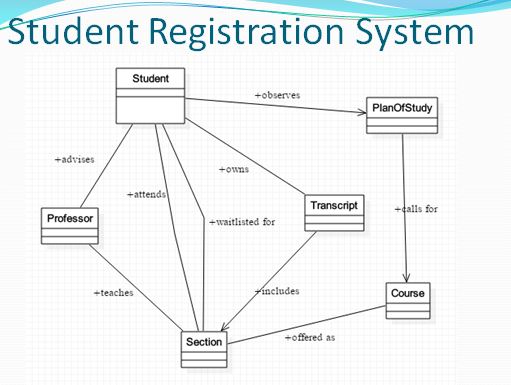 Student Registration System
Student
+observes
PlanOfStudy
+advises
+owns
+attends
Professor
+waitlisted for
Transcript
+calls for
+teaches
+includes
Course
Section
+offered as